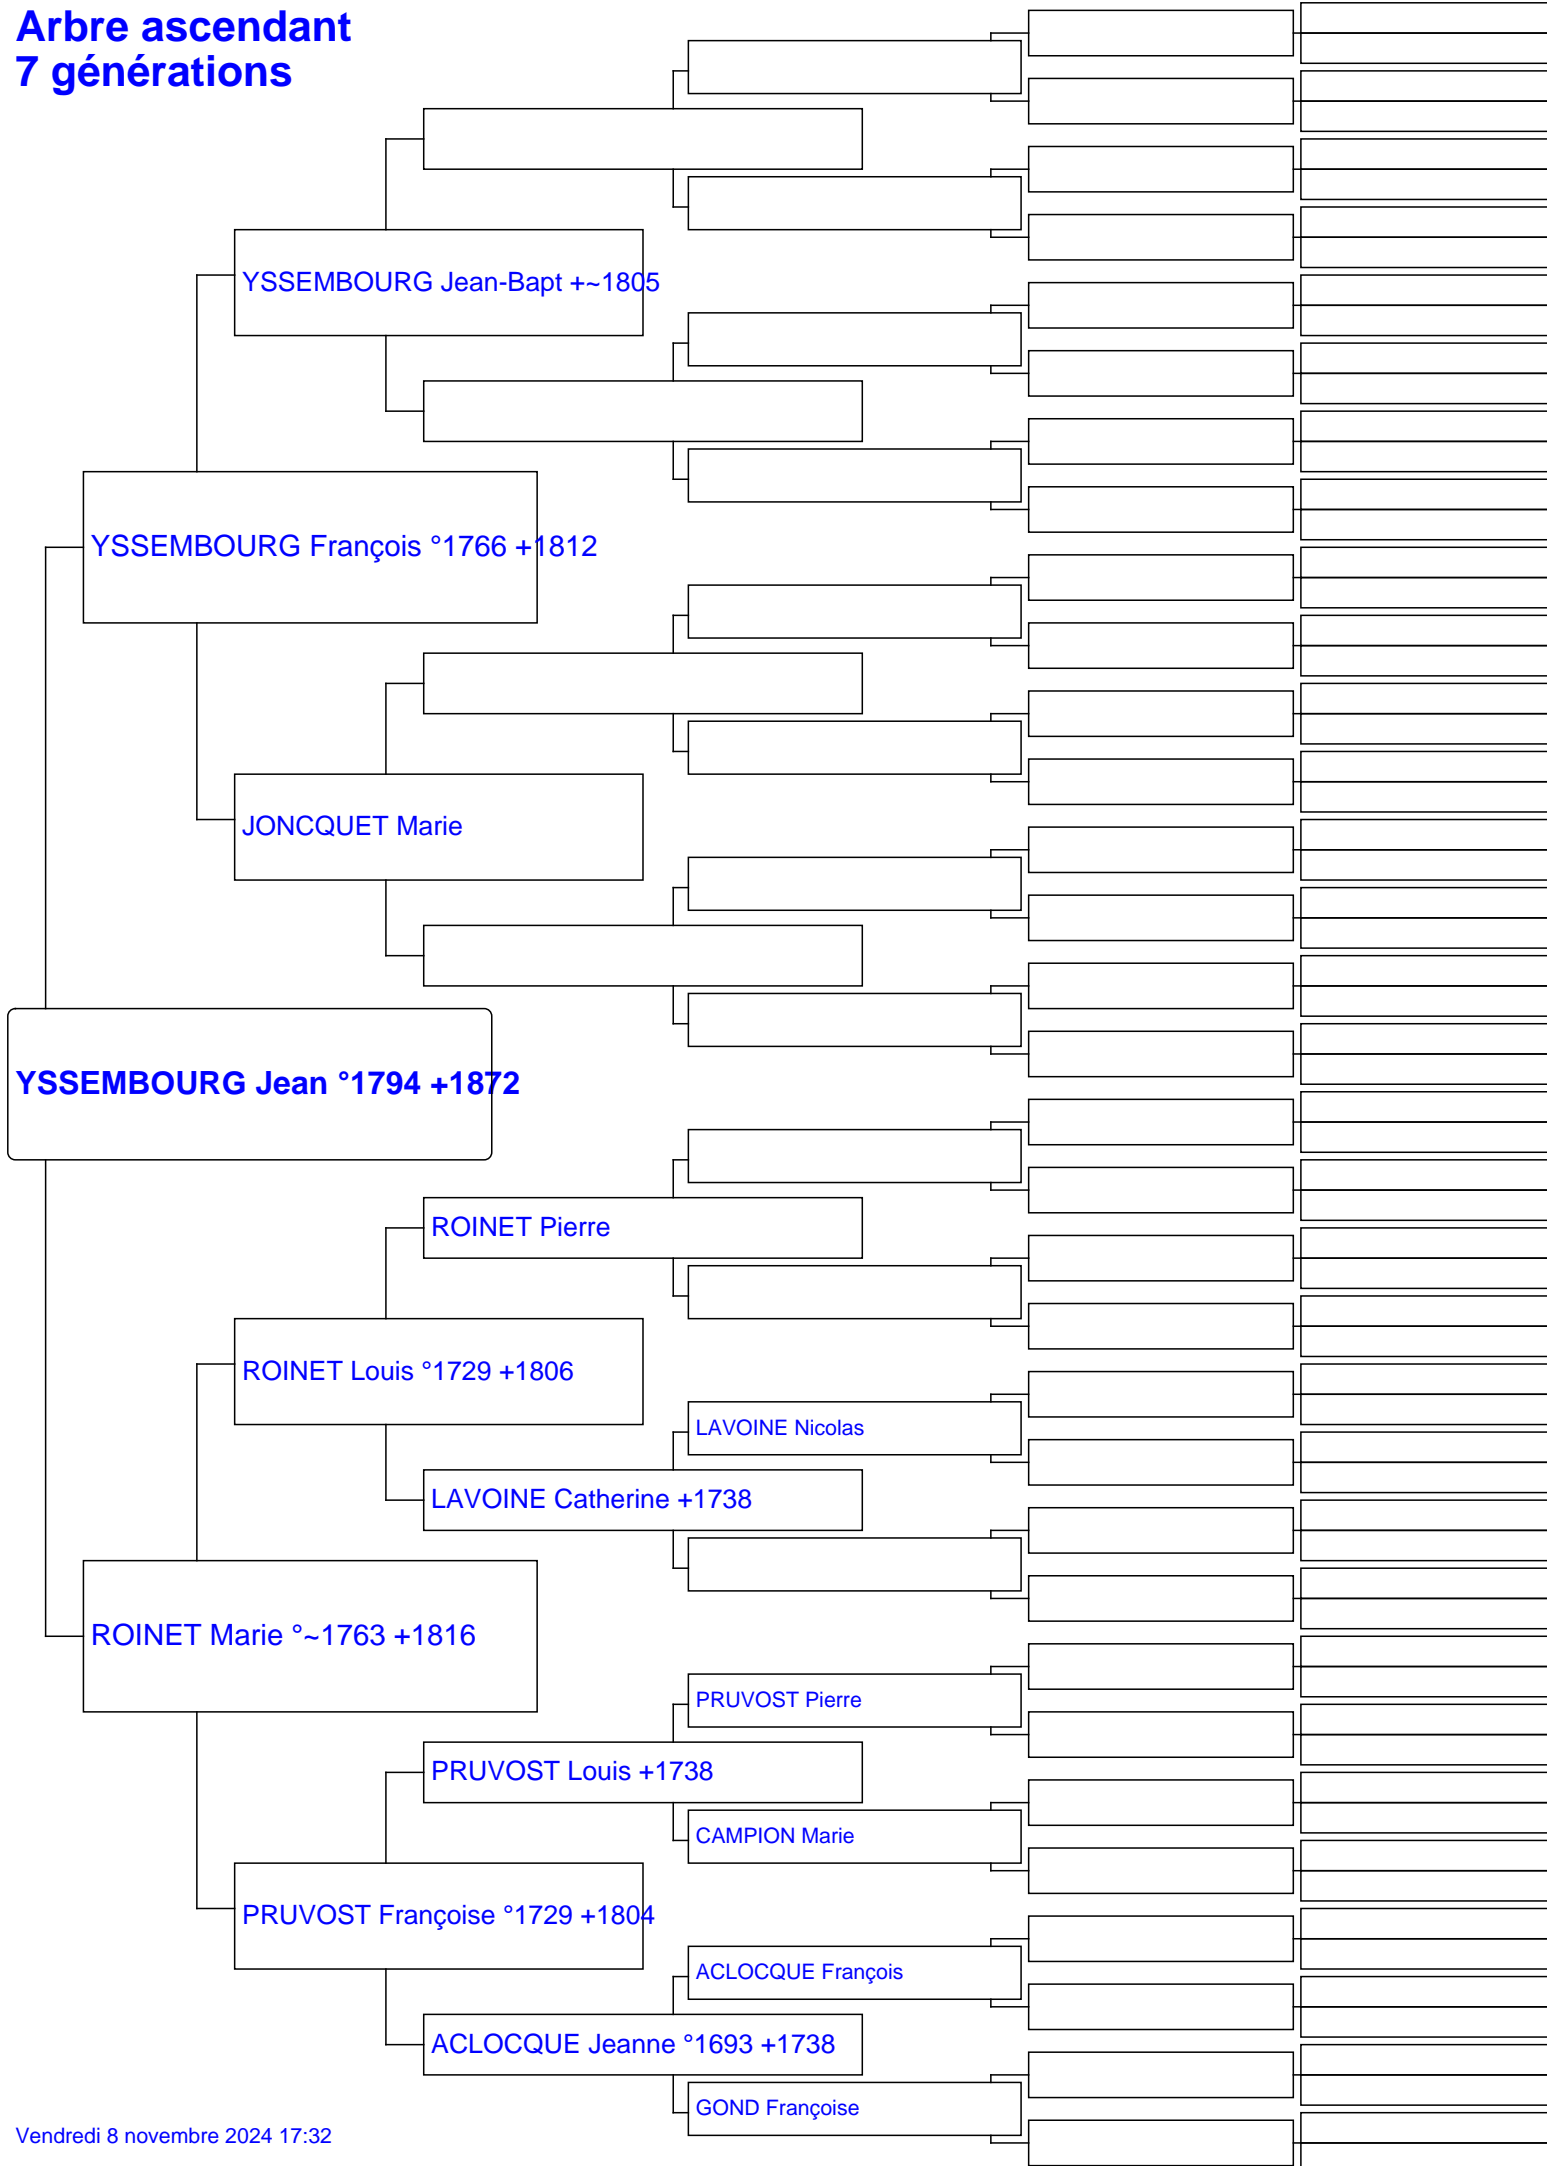 Arbre ascendant
7 générations
YSSEMBOURG Jean-Bapt +~1805
YSSEMBOURG François °1766 +1812
JONCQUET Marie
YSSEMBOURG Jean °1794 +1872
ROINET Pierre
ROINET Louis °1729 +1806
LAVOINE Nicolas
LAVOINE Catherine +1738
ROINET Marie °~1763 +1816
PRUVOST Pierre
PRUVOST Louis +1738
CAMPION Marie
PRUVOST Françoise °1729 +1804
ACLOCQUE François
ACLOCQUE Jeanne °1693 +1738
GOND Françoise
Vendredi 8 novembre 2024 17:32